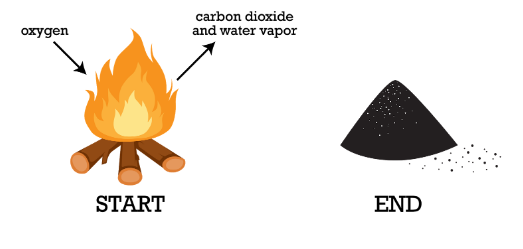 oxygen
carbon dioxide
and water vapor
START
END